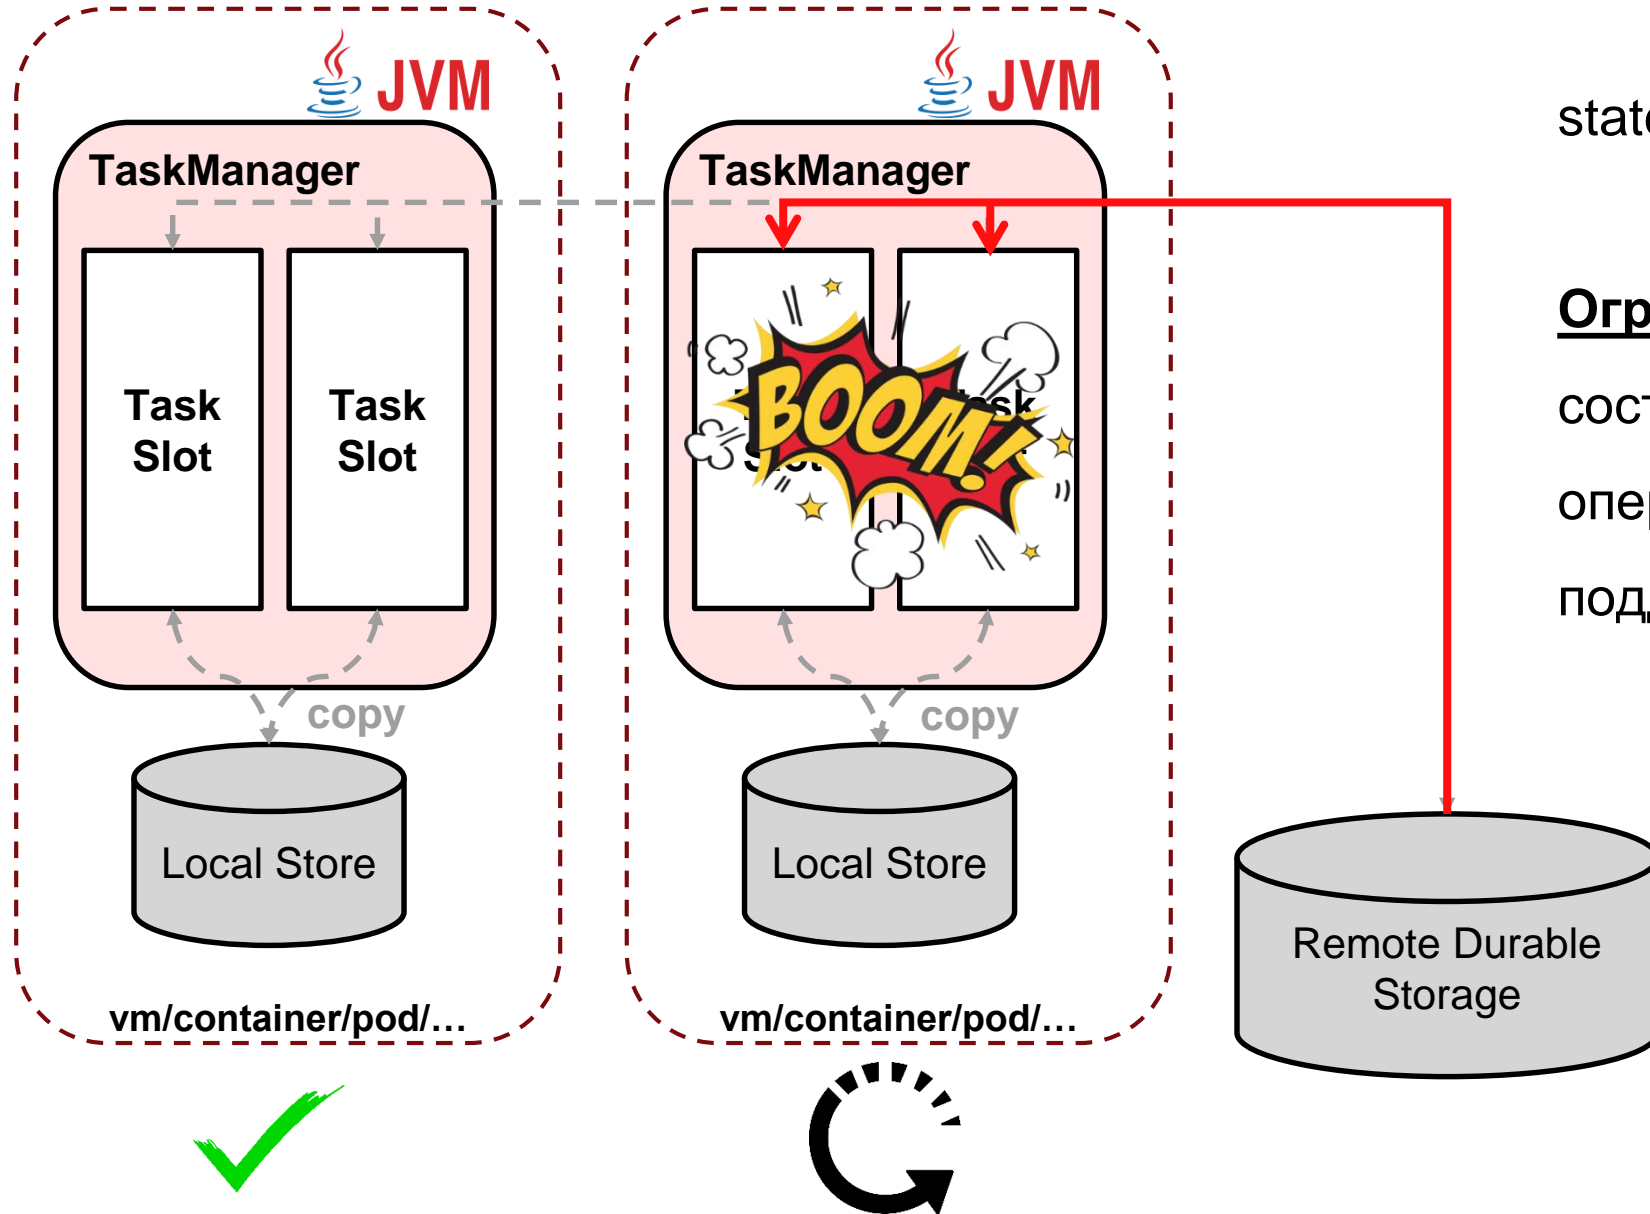 JVM
TaskManager
Task
Slot
Task
Slot
copy
Local Store
vm/container/pod/…
JVM
TaskManager
BOOM!
copy
Local Store
vm/container/pod/…
Remote Durable
Storage